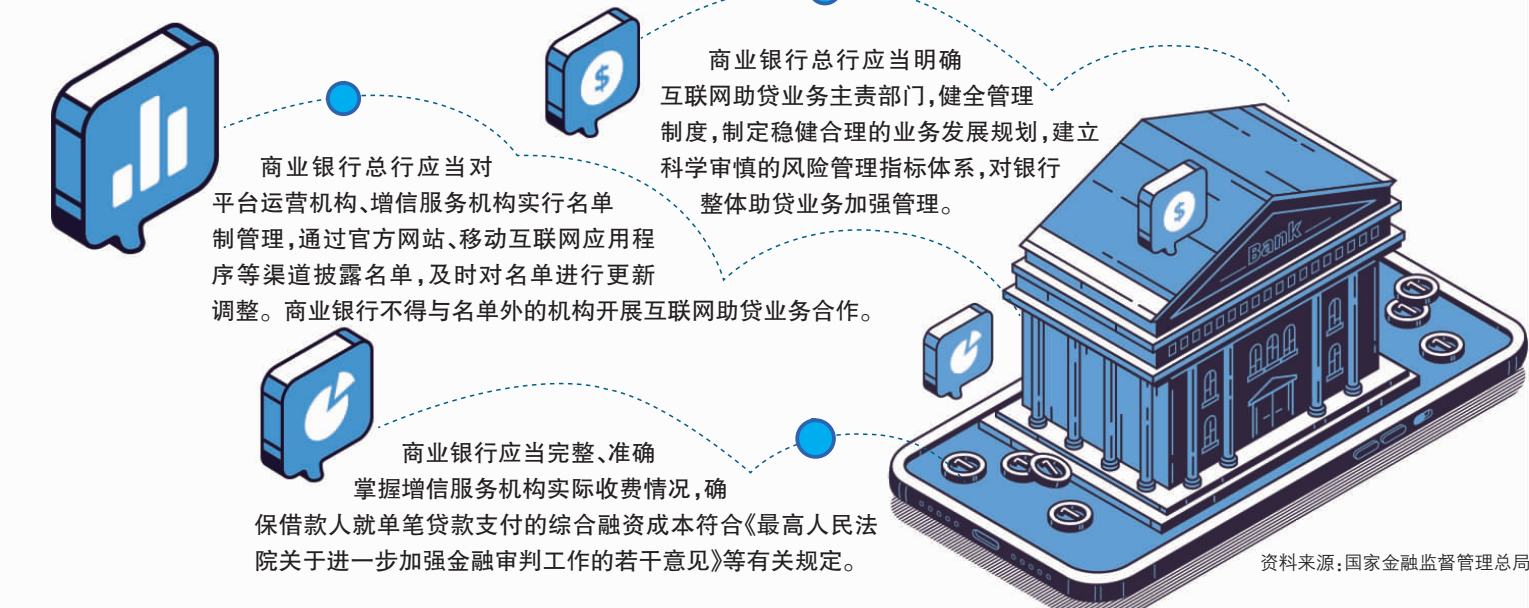 商业银行总行应当明确
互联网助贷业务主责部门,健全管理
制度,制定稳健合理的业务发展规划,建立
科学审慎的风险管理指标体系,对银行
整体助贷业务加强管理。
商业银行总行应当对
平台运营机构、增信服务机构实行名单
制管理,通过官方网站、移动互联网应用程
序等渠道披露名单,及时对名单进行更新
调整。商业银行不得与名单外的机构开展互联网助贷业务合作。
Bank
商业银行应当完整、准确
掌握增信服务机构实际收费情况,确
保借款人就单笔贷款支付的综合融资成本符合《最高人民法
院关于进一步加强金融审判工作的若干意见》等有关规定。
资料来源:国家金融监督管理总局